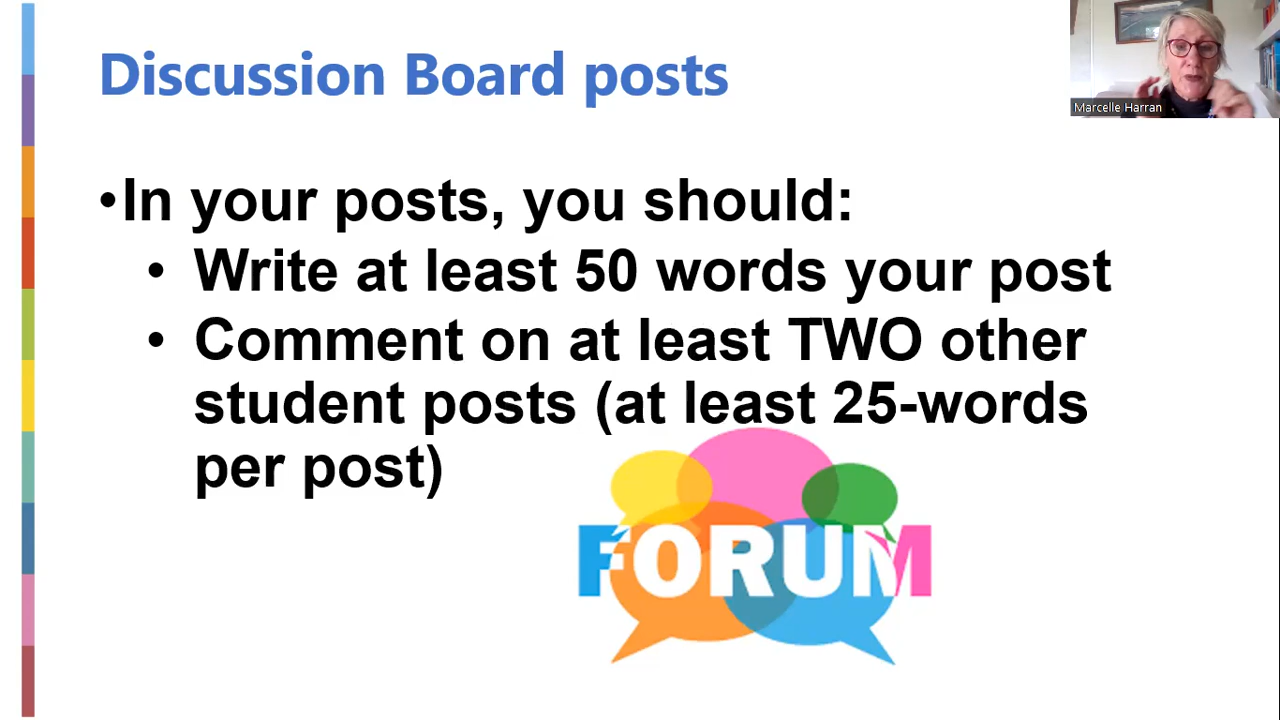 Discussion Board posts
Marcelle Harran
•In your posts, you should:
• Write at least 50 words your post
• Comment on at least TWO other
student posts (at least 25-words
per post)
FORUM